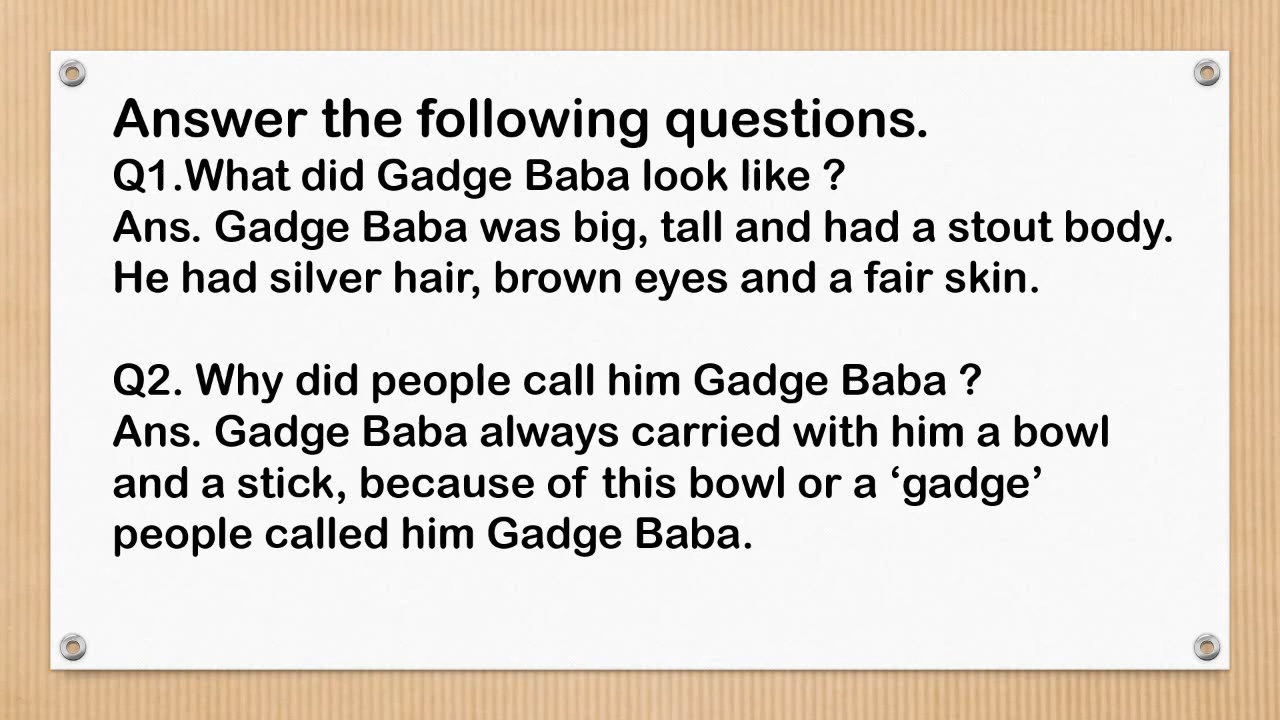 Answer the following questions.
Q1.What did Gadge Baba look like ?
Ans. Gadge Baba was big, tall and had a stout body.
He had silver hair, brown eyes and a fair skin.
Q2. Why did people call him Gadge Baba ?
Ans. Gadge Baba always carried with him a bowl
and a stick, because of this bowl or a ‘gadge’
people called him Gadge Baba.